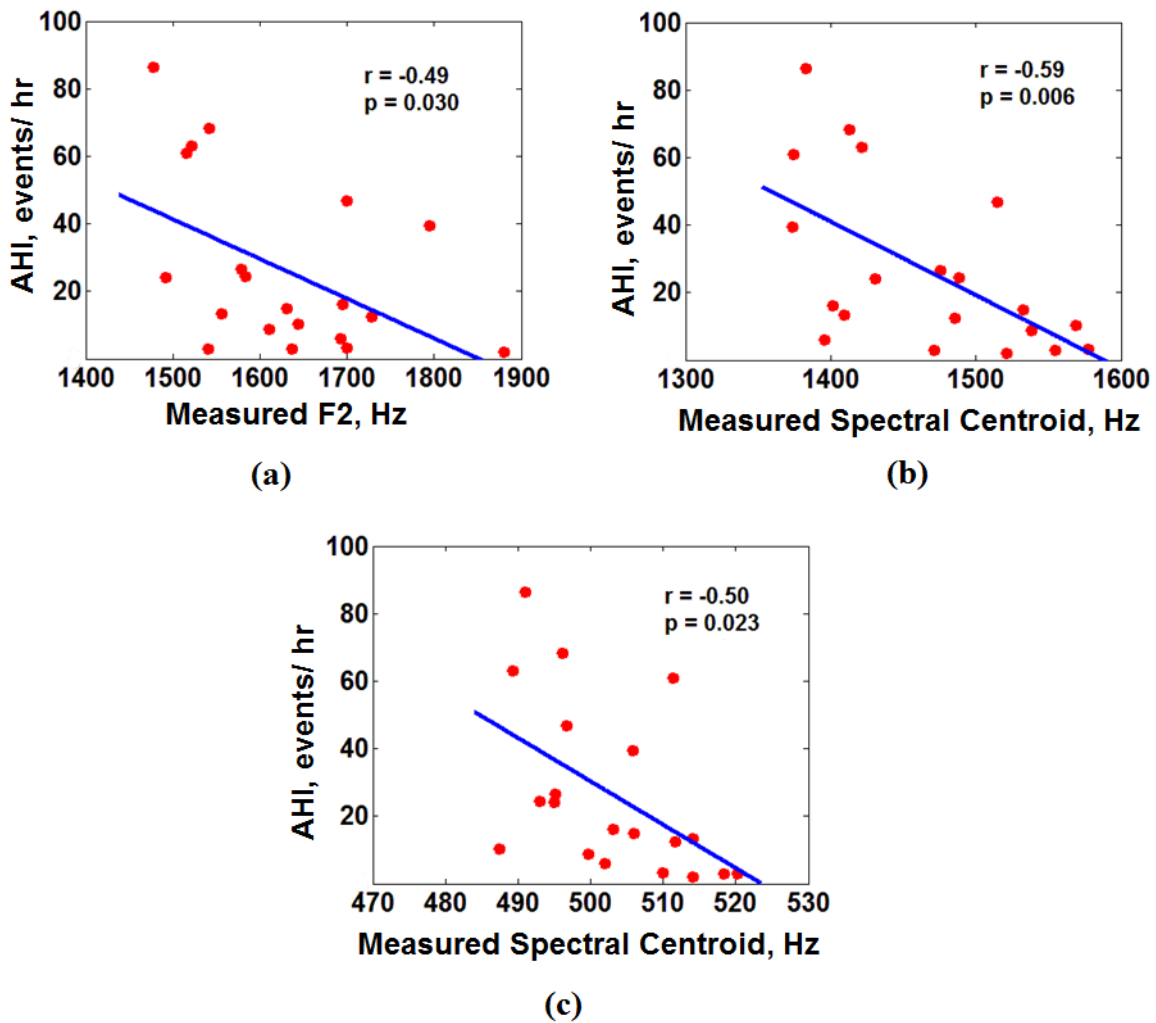 100
80
60
40
20
AHI, events/ hr
r = -0.49
p = 0.030
1400 1500 1600 1700 1800 1900
Measured F2, Hz
(a)
100
80
60
40
20
AHI, events/ hr
r = -0.59
p = 0.006
1300 1400 1500 1600
Measured Spectral Centroid, Hz
(b)
100
80
60
40
20
AHI, events/ hr
r = -0.50
p = 0.023
470 480 490 500 510 520 530
Measured Spectral Centroid, Hz
(c)